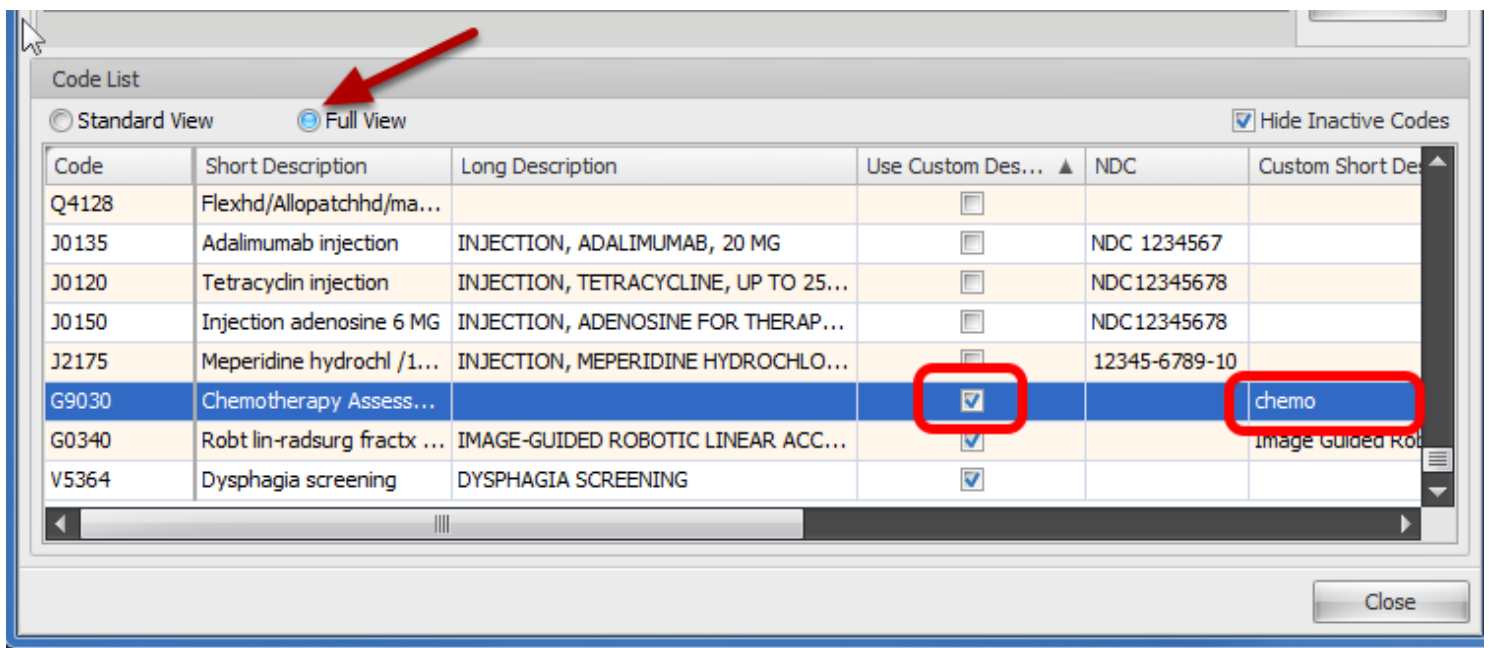 Code List
Standard View Full View Hide Inactive Codes
Code Short Description Long Description Use Custom Des... NDC Custom Short Des
Q4128 Flexhd/Allopatchhd/ma...
J0135 Adalimumab injection INJECTION, ADALIMUMAB, 20 MG NDC 1234567
J0120 Tetracyclin injection INJECTION, TETRACYCLINE, UP TO 25... NDC12345678
J0150 Injection adenosine 6 MG INJECTION, ADENOSINE FOR THERAP... NDC12345678
J2175 Meperidine hydrochl /1... INJECTION, MEPERIDINE HYDROCHLO... 12345-6789-10
G9030 Chemotherapy Assess... chemo
G0340 Robt lin-radsurg fractx ... IMAGE-GUIDED ROBOTIC LINEAR ACC... Image Guided Rob
V5364 Dysphagia screening DYSPHAGIA SCREENING
Close